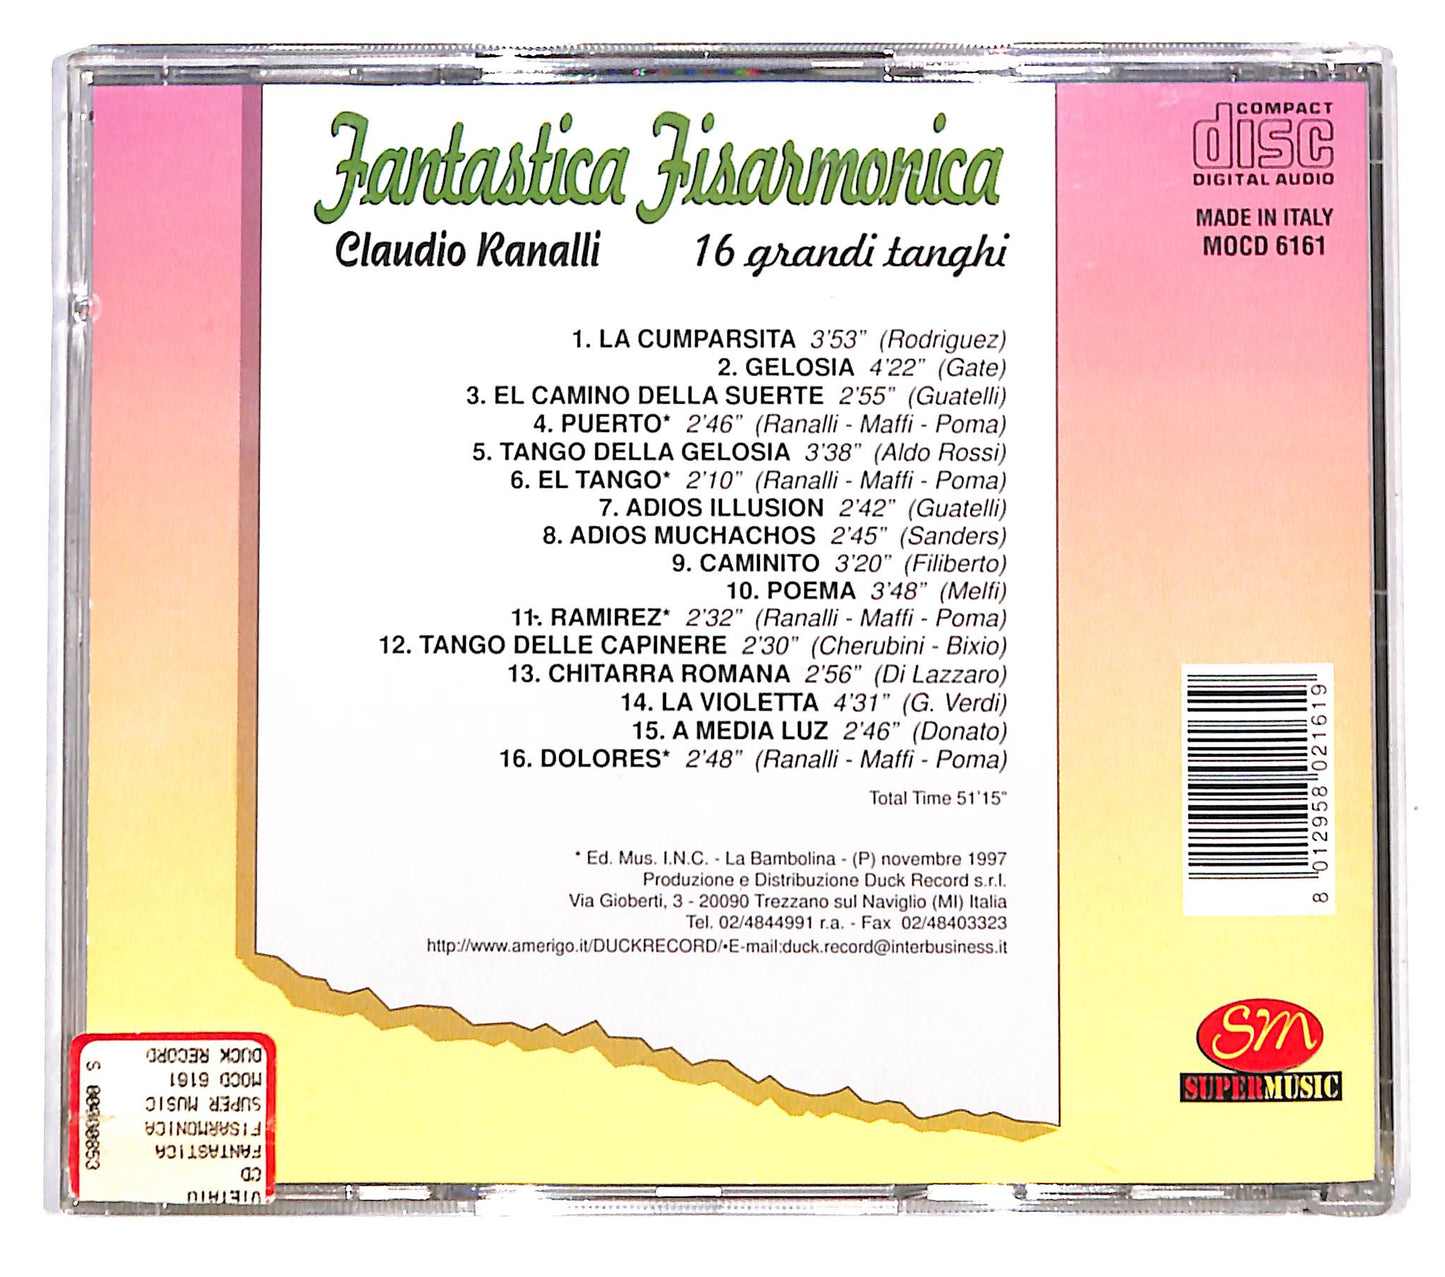 Fantastica Fisarmonica
Claudio Ranalli 16 grandi tanghi
COMPACT
disc
DIGITAL AUDIO
MADE IN ITALY
MOCD 6161
1. LA CUMPARSITA 3'53" (Rodriguez)
2. GELOSIA 4'22" (Gate)
3. EL CAMINO DELLA SUERTE 2'55" (Guatelli)
4. PUERTO* 2'46" (Ranalli - Maffi - Poma)
5. TANGO DELLA GELOSIA 3'38" (Aldo Rossi)
6. EL TANGO* 2'10" (Ranalli - Maffi - Poma)
7. ADIOS ILLUSION 2'42" (Guatelli)
8. ADIOS MUCHACHOS 2'45" (Sanders)
9. CAMINITO 3'20" (Filiberto)
10. POEMA 3'48" (Melfi)
11. RAMIREZ* 2'32" (Ranalli - Maffi - Poma)
12. TANGO DELLE CAPINERE 2'30" (Cherubini - Bixio)
13. CHITARRA ROMANA 2'56" (Di Lazzaro)
14. LA VIOLETTA 4'31" (G. Verdi)
15. A MEDIA LUZ 2'46" (Donato)
16. DOLORES* 2'48" (Ranalli - Maffi - Poma)
Total Time 51'15"
* Ed. Mus. I.N.C. - La Bambolina - (P) novembre 1997
Produzione e Distribuzione Duck Record s.r.l.
Via Gioberti, 3 - 20090 Trezzano sul Naviglio (MI) Italia
Tel. 02/4844991 r.a. - Fax 02/48403323
http://www.amerigo.it/DUCKRECORD/•E-mail:duck.record@interbusiness.it
8 012958 021619
SM
SUPERMUSIC
VIETATO
CD
FANTASTICA
FISARMONICA
SUPER MUSIC
MOCD 6161
DUCK RECORD